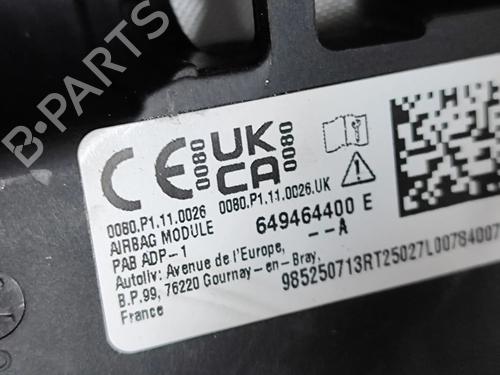 CE 0080 UK CA 0080
0080.P1.11.0026 0080.P1.11.0026.UK
AIRBAG MODULE 649464400 E
PAB ADP-1 --A
Autoliv: Avenue de l'Europe,
B.P.99, 76220 Gournay-en-Bray,
France
985250713RT25027L00784007
B-PARTS